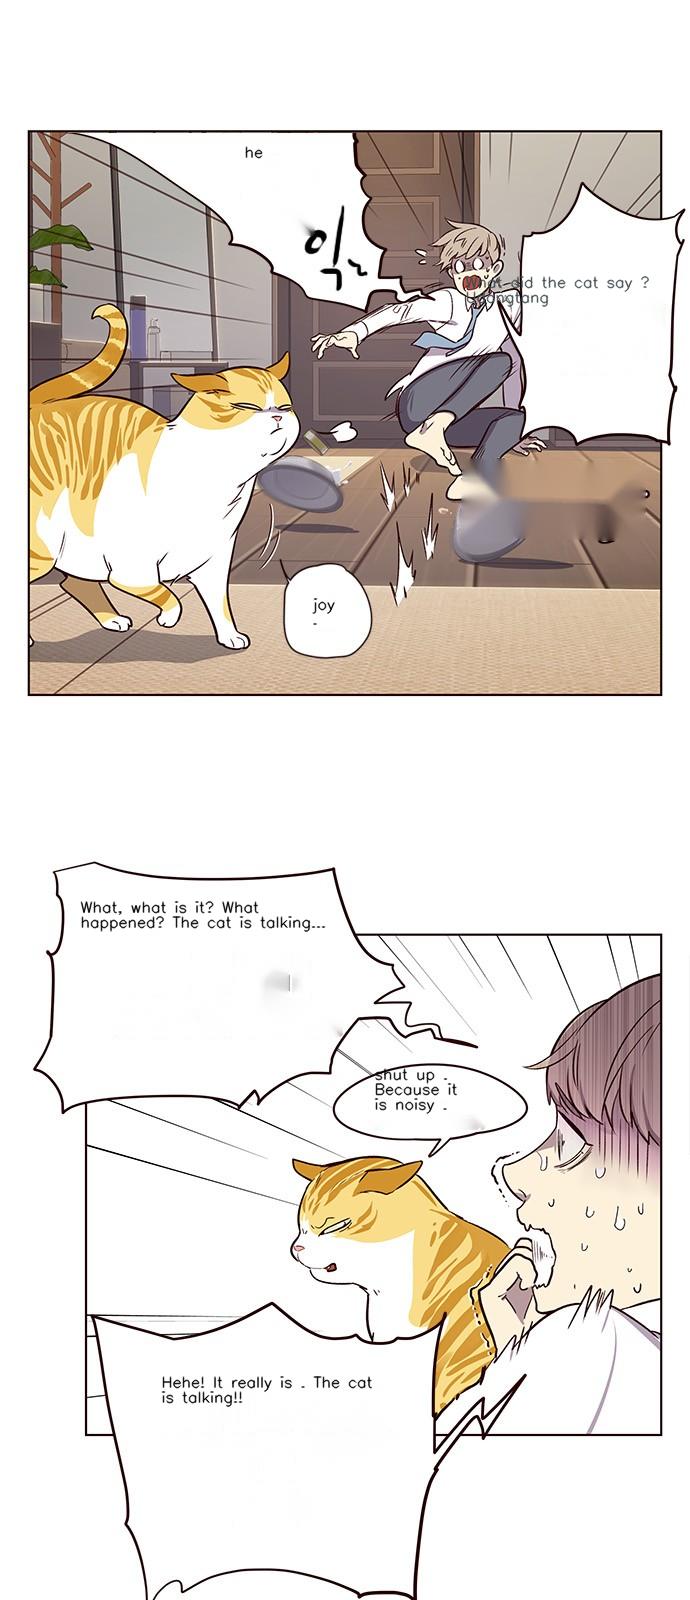 he
익~
What did the cat say ?
joy
-
What, what is it? What
happened? The cat is talking...
shut up .
Because it
is noisy .
Hehe! It really is . The cat
is talking!!